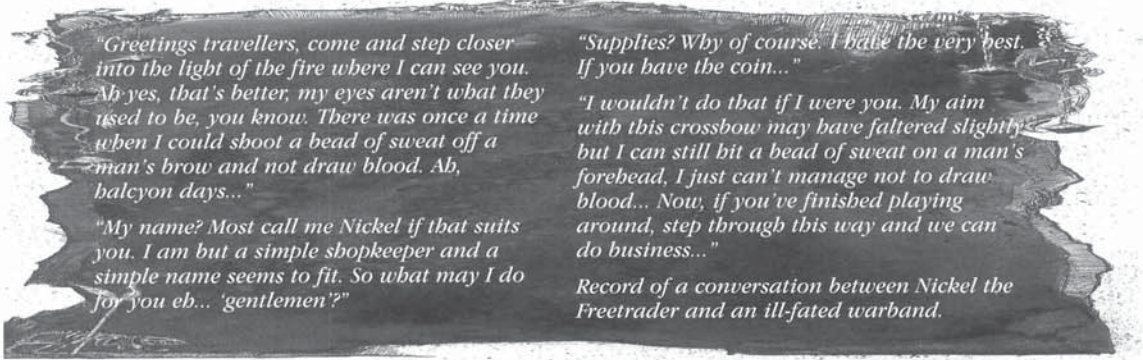 “Greetings travellers, come and step closer
into the light of the fire where I can see you.
Ah yes, that's better, my eyes aren't what they
used to be, you know. There was once a time
when I could shoot a bead of sweat off a
man's brow and not draw blood. Ah,
halcyon days...”
“My name? Most call me Nickel if that suits
you. I am but a simple shopkeeper and a
simple name seems to fit. So what may I do
for you eh... ‘gentlemen’?”
“Supplies? Why of course. I have the very best.
If you have the coin...”
“I wouldn't do that if I were you. My aim
with this crossbow may have faltered slightly
but I can still hit a bead of sweat on a man's
forehead, I just can't manage not to draw
blood... Now, if you've finished playing
around, step through this way and we can
do business...”
Record of a conversation between Nickel the
Freetrader and an ill-fated warband.